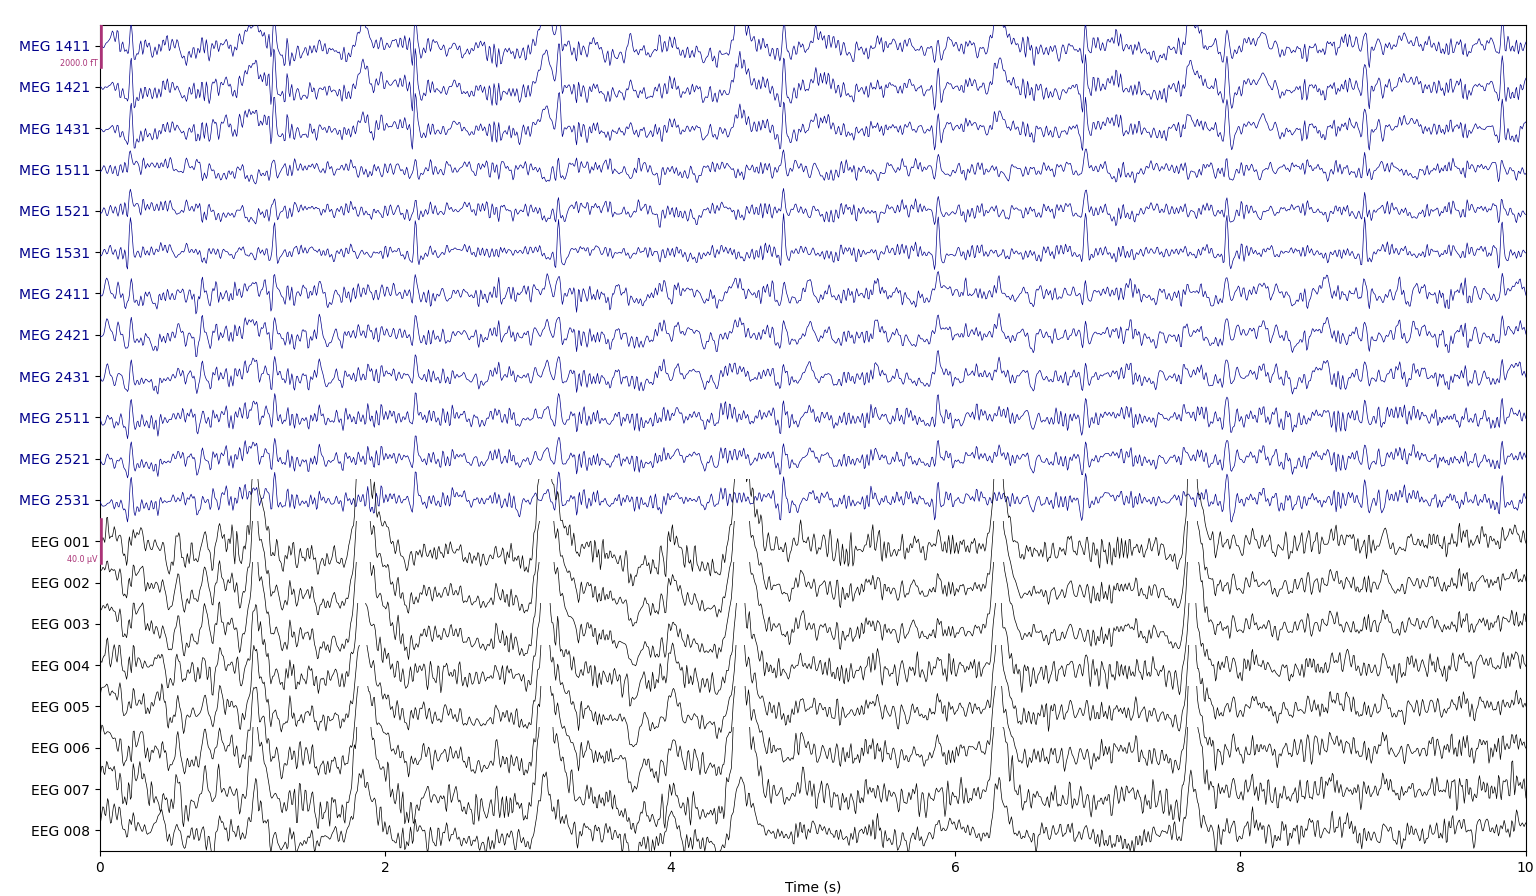 MEG 1411
2000.0 fT
MEG 1421
MEG 1431
MEG 1511
MEG 1521
MEG 1531
MEG 2411
MEG 2421
MEG 2431
MEG 2511
MEG 2521
MEG 2531
EEG 001
40.0 µV
EEG 002
EEG 003
EEG 004
EEG 005
EEG 006
EEG 007
EEG 008
0 2 4 6 8 10
Time (s)